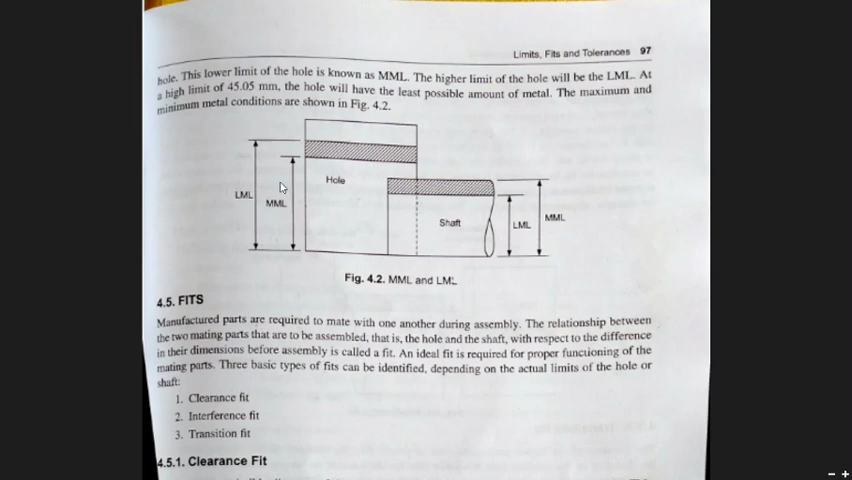 Limits, Fits and Tolerances 97
hole. This lower limit of the hole is known as MML. The higher limit of the hole will be the LML. At
a high limit of 45.05 mm, the hole will have the least possible amount of metal. The maximum and
minimum metal conditions are shown in Fig. 4.2.
Hole
LML
MML
Shaft
LML
MML
Fig. 4.2. MML and LML
4.5. FITS
Manufactured parts are required to mate with one another during assembly. The relationship between
the two mating parts that are to be assembled, that is, the hole and the shaft, with respect to the difference
in their dimensions before assembly is called a fit. An ideal fit is required for proper functioning of the
mating parts. Three basic types of fits can be identified, depending on the actual limits of the hole or
shaft:
1. Clearance fit
2. Interference fit
3. Transition fit
4.5.1. Clearance Fit